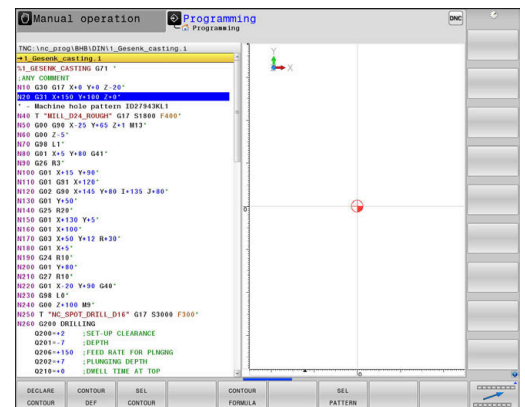 Manual operation
Programming
Programming
DNC
TNC:\nc_prog\BHB\DIN\1_Gesenk_casting.i
→1_Gesenk_casting.i
%1_GESENK_CASTING G71 *
;ANY COMMENT
N10 G30 G17 X+0 Y+0 Z-20*
N20 G31 X+150 Y+100 Z+0*
* - Machine hole pattern ID27943KL1
N40 T "MILL_D24_ROUGH" G17 S1800 F400*
N50 G00 G90 X-25 Y+65 Z+1 M13*
N60 G00 Z-5*
N70 G98 L1*
N80 G01 X+5 Y+80 G41*
N90 G26 R3*
N100 G01 X+15 Y+90*
N110 G01 G91 X+120*
N120 G02 G90 X+145 Y+80 I+135 J+80*
N130 G01 Y+50*
N140 G25 R20*
N150 G01 X+130 Y+5*
N160 G01 X+100*
N170 G03 X+50 Y+12 R+30*
N180 G01 X+5*
N190 G24 R10*
N200 G01 Y+80*
N210 G27 R10*
N220 G01 X-20 Y+90 G40*
N230 G98 L0*
N240 G00 Z+100 M9*
N250 T "NC_SPOT_DRILL_D16" G17 S3000 F300*
N260 G200 DRILLING
Q200=+2 ;SET-UP CLEARANCE
Q201=-7 ;DEPTH
Q206=+150 ;FEED RATE FOR PLNGNG
Q202=+7 ;PLUNGING DEPTH
Q210=+0 ;DWELL TIME AT TOP
Y
X
0
0
DECLARE CONTOUR
CONTOUR DEF
SEL CONTOUR
CONTOUR FORMULA
SEL PATTERN